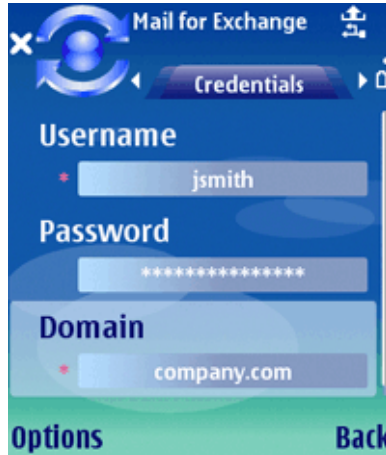 Mail for Exchange
Credentials
Username
* jsmith
Password
***************
Domain
* company.com
Options Back